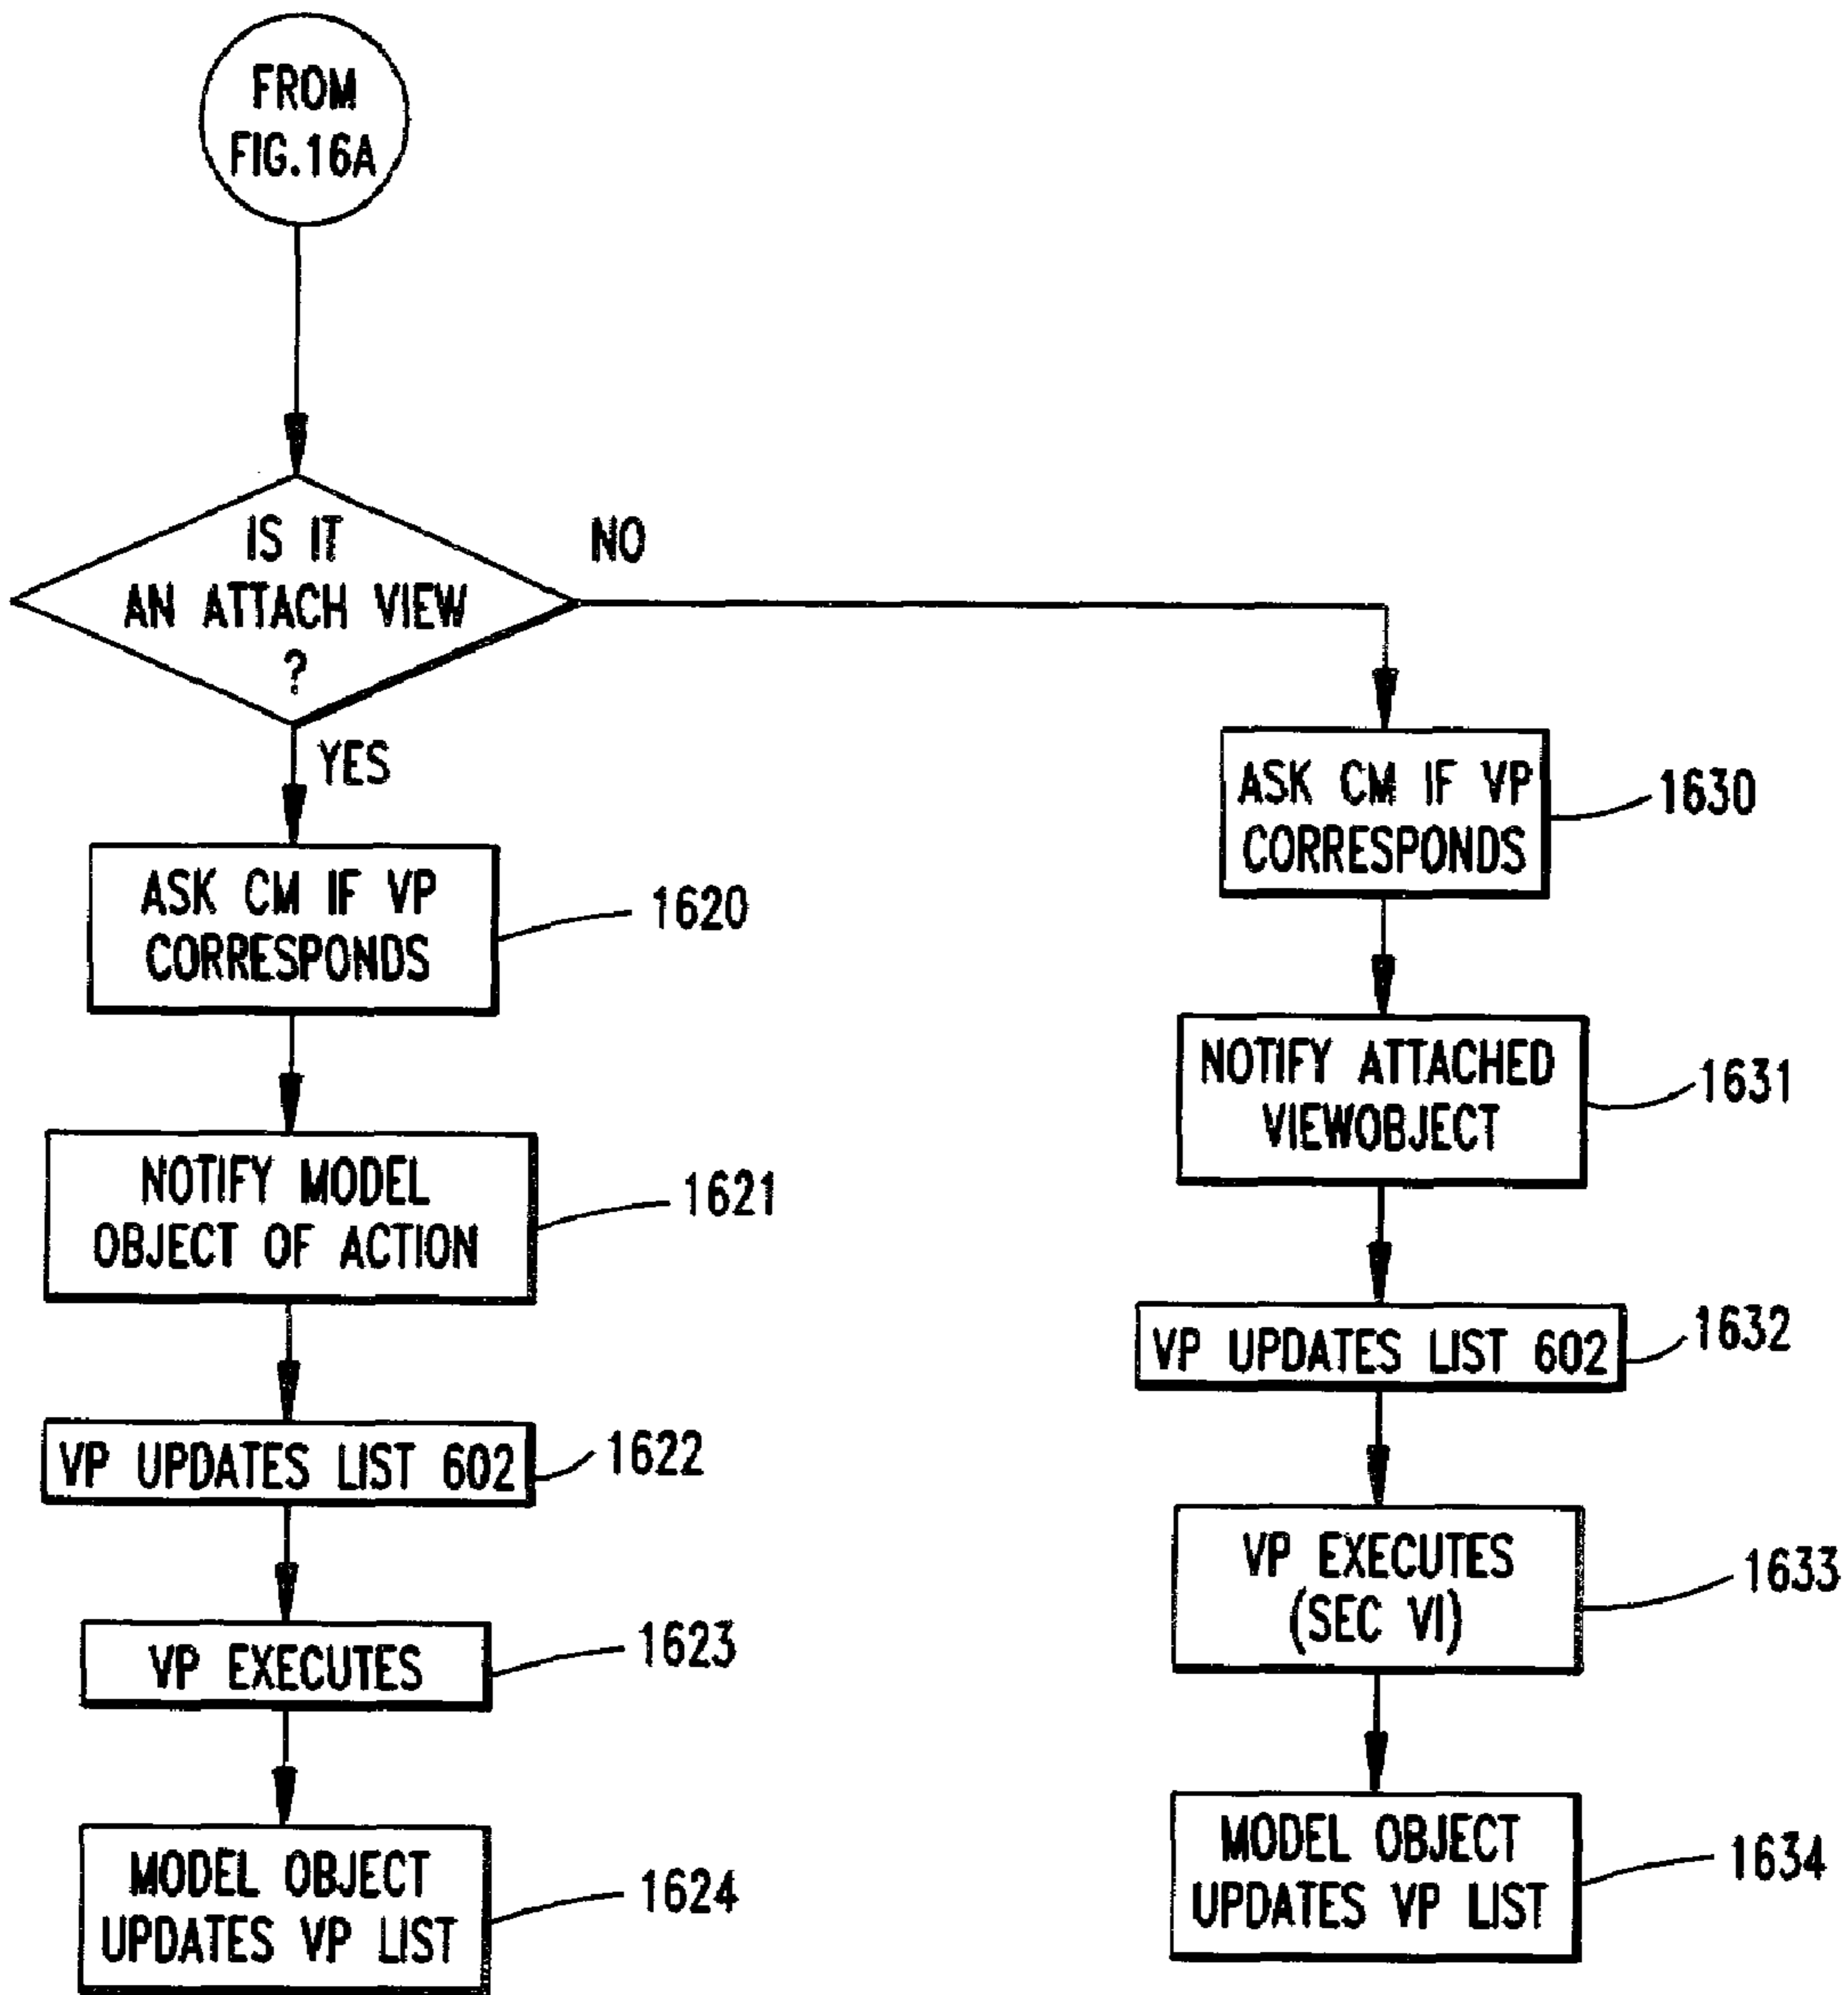 FROM
FIG.16A
IS IT
AN ATTACH VIEW
?
NO
YES
ASK CM IF VP
CORRESPONDS
1620
NOTIFY MODEL
OBJECT OF ACTION
1621
VP UPDATES LIST 602
1622
VP EXECUTES
1623
MODEL OBJECT
UPDATES VP LIST
1624
ASK CM IF VP
CORRESPONDS
1630
NOTIFY ATTACHED
VIEWOBJECT
1631
VP UPDATES LIST 602
1632
VP EXECUTES
(SEC VI)
1633
MODEL OBJECT
UPDATES VP LIST
1634